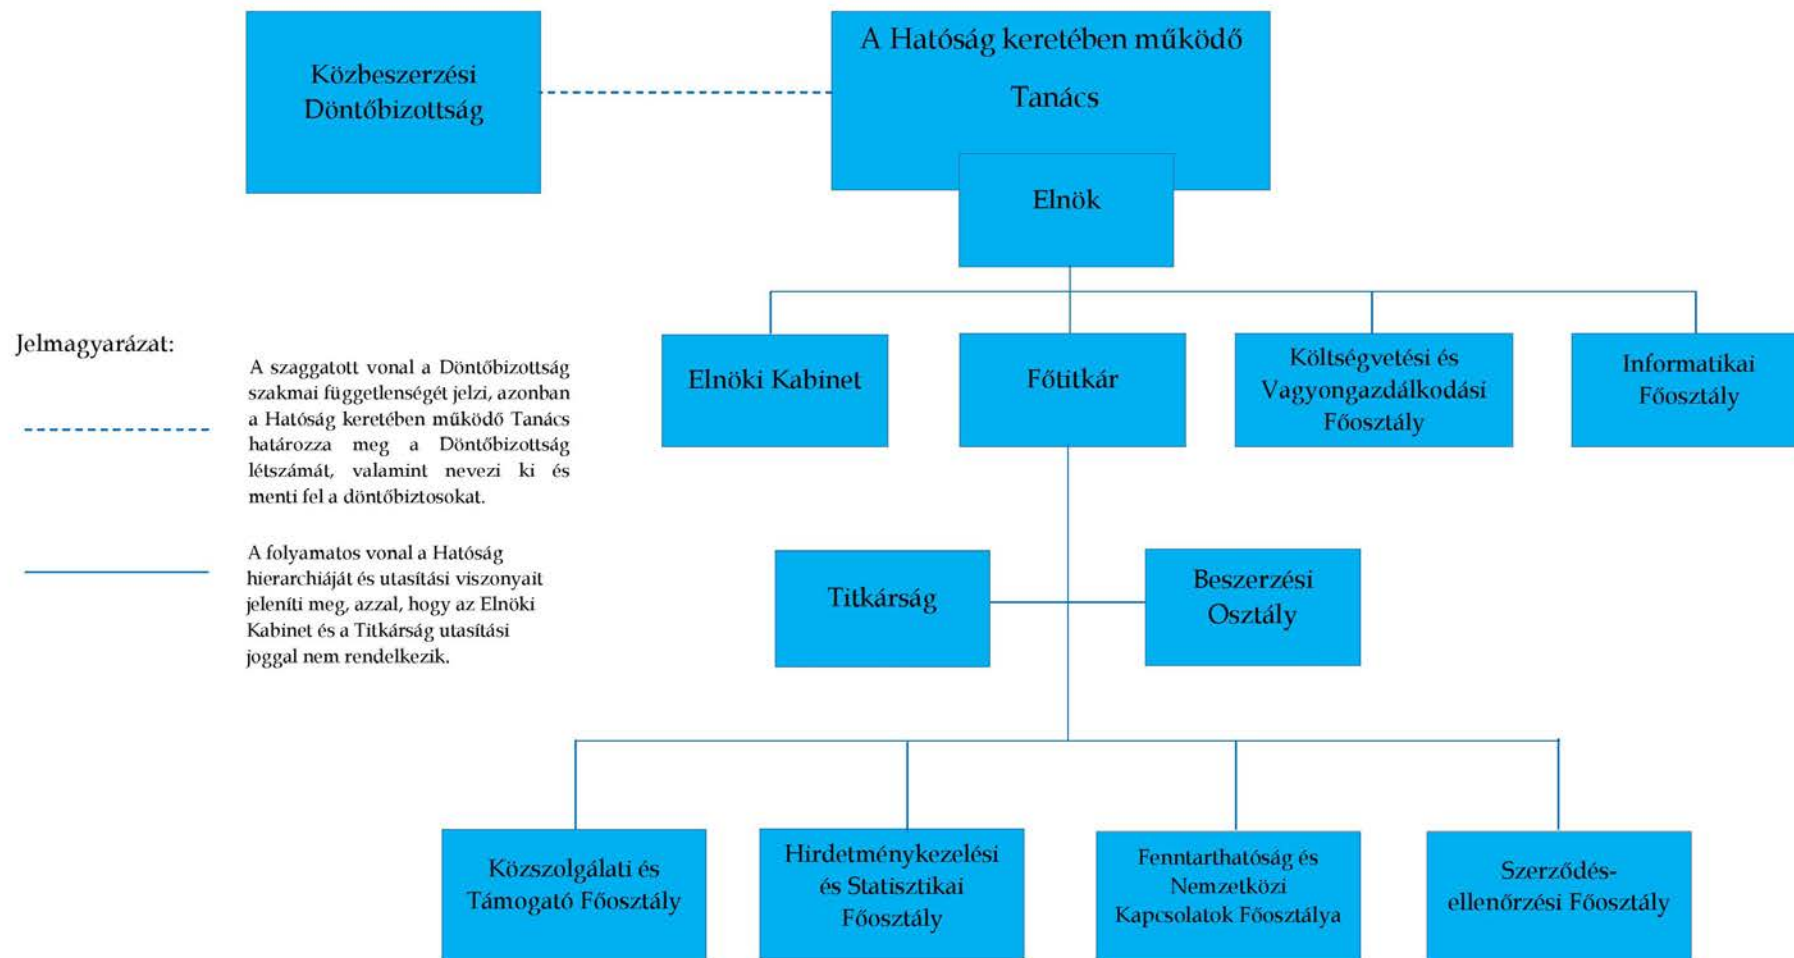 Közbeszerzési
Döntőbizottság
A Hatóság keretében működő
Tanács
Elnök
Elnöki Kabinet
Főtitkár
Költségvetési és
Vagyongazdálkodási
Főosztály
Informatikai
Főosztály
Jelmagyarázat:
A szaggatott vonal a Döntőbizottság
szakmai függetlenségét jelzi, azonban
a Hatóság keretében működő Tanács
határozza meg a Döntőbizottság
létszámát, valamint nevezi ki és
menti fel a döntőbiztosokat.
A folyamatos vonal a Hatóság
hierarchiáját és utasítási viszonyait
jeleníti meg, azzal, hogy az Elnöki
Kabinet és a Titkárság utasítási
joggal nem rendelkezik.
Titkárság
Beszerzési
Osztály
Közszolgálati és
Támogató Főosztály
Hirdetménykezelési
és Statisztikai
Főosztály
Fenntarthatóság és
Nemzetközi
Kapcsolatok Főosztálya
Szerződés-
ellenőrzési Főosztály